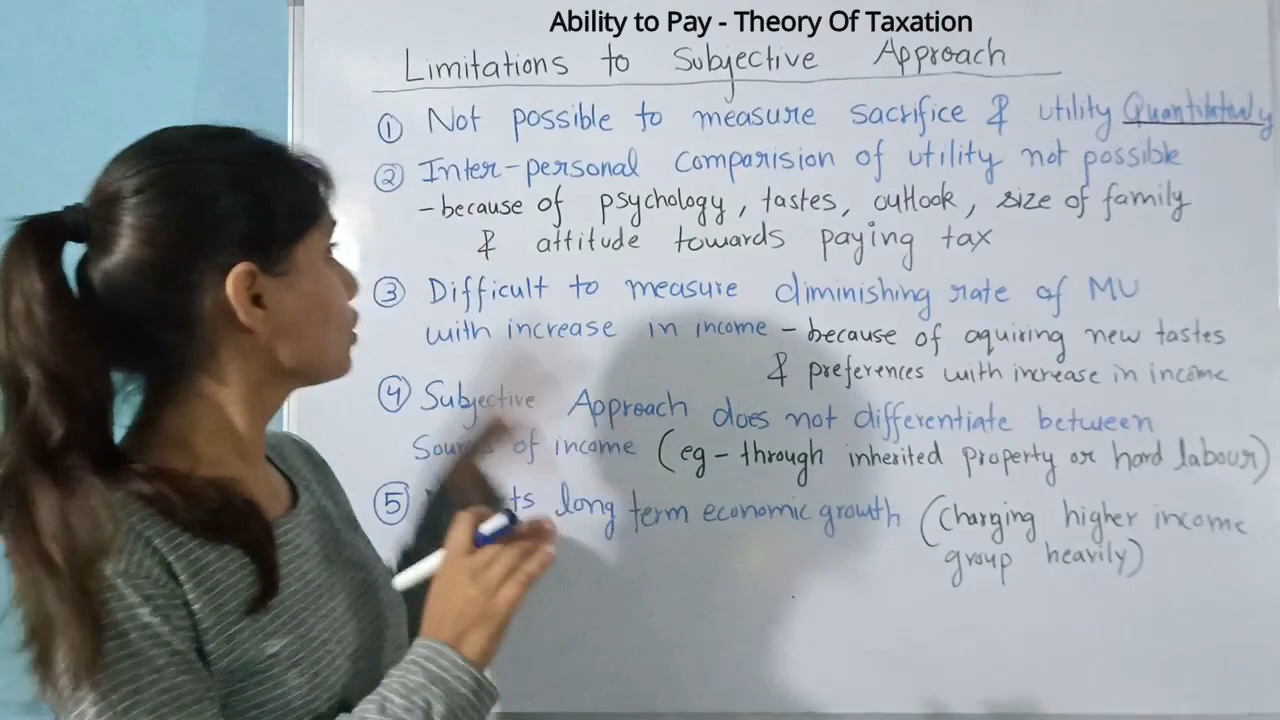 Ability to Pay - Theory Of Taxation
Limitations to Subjective Approach
① Not possible to measure sacrifice & utility Quantitatively
② Inter-personal comparision of utility not possible
- because of psychology, tastes, outlook, size of family
& attitude towards paying tax
③ Difficult to measure diminishing rate of MU
with increase in income - because of aquiring new tastes
& preferences with increase in income
④ Subjective Approach does not differentiate between
of income (eg - through inherited property or hard labour)
⑤ long term economic growth (Charging higher income
group heavily)